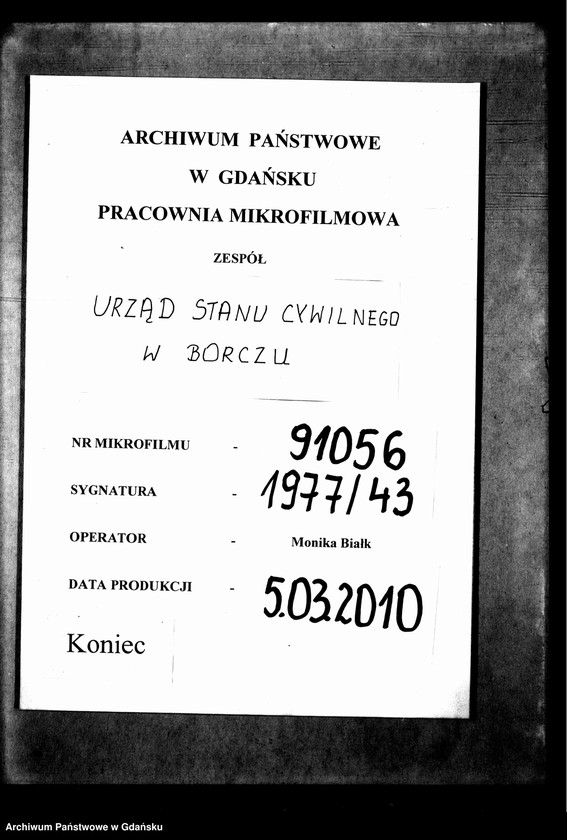 ARCHIWUM PAŃSTWOWE
W GDAŃSKU
PRACOWNIA MIKROFILMOWA
ZESPÓŁ
URZĄD STANU CYWILNEGO
W BORCZU
NR MIKROFILMU - 91056
SYGNATURA - 1977/43
OPERATOR - Monika Białk
DATA PRODUKCJI - 5.03.2010
Koniec
Archiwum Państwowe w Gdańsku